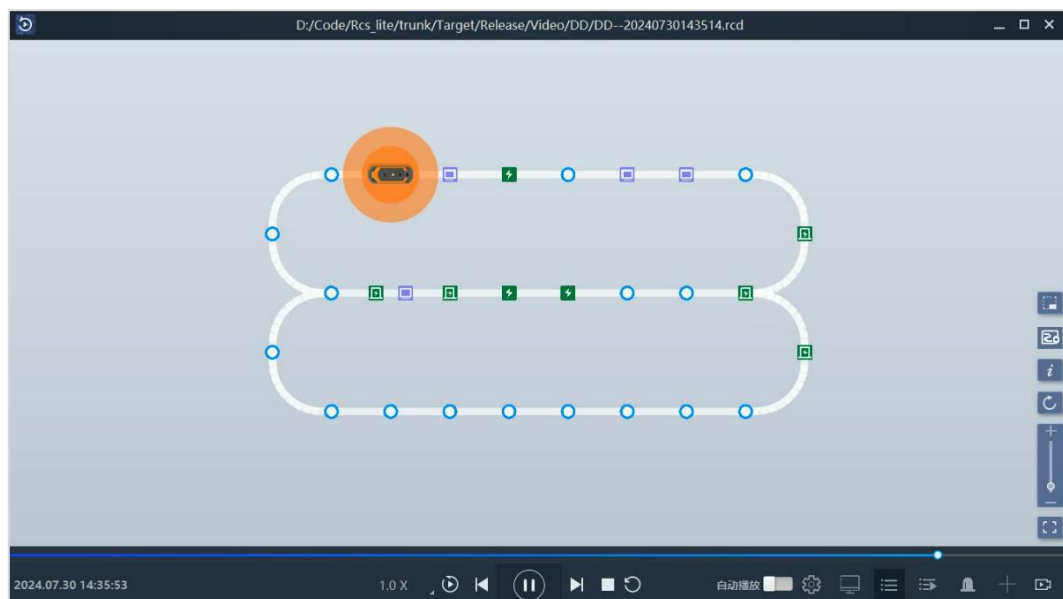 D:/Code/Rcs_lite/trunk/Target/Release/Video/DD/DD--20240730143514.rcd
2024.07.30 14:35:53
1.0 X
自动播放